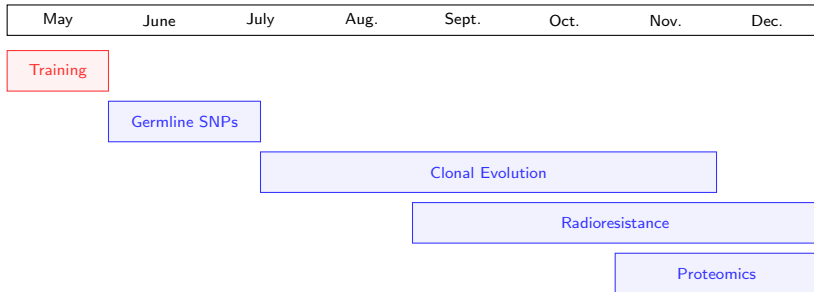 May June July Aug. Sept. Oct. Nov. Dec.
Training
Germline SNPs
Clonal Evolution
Radioresistance
Proteomics